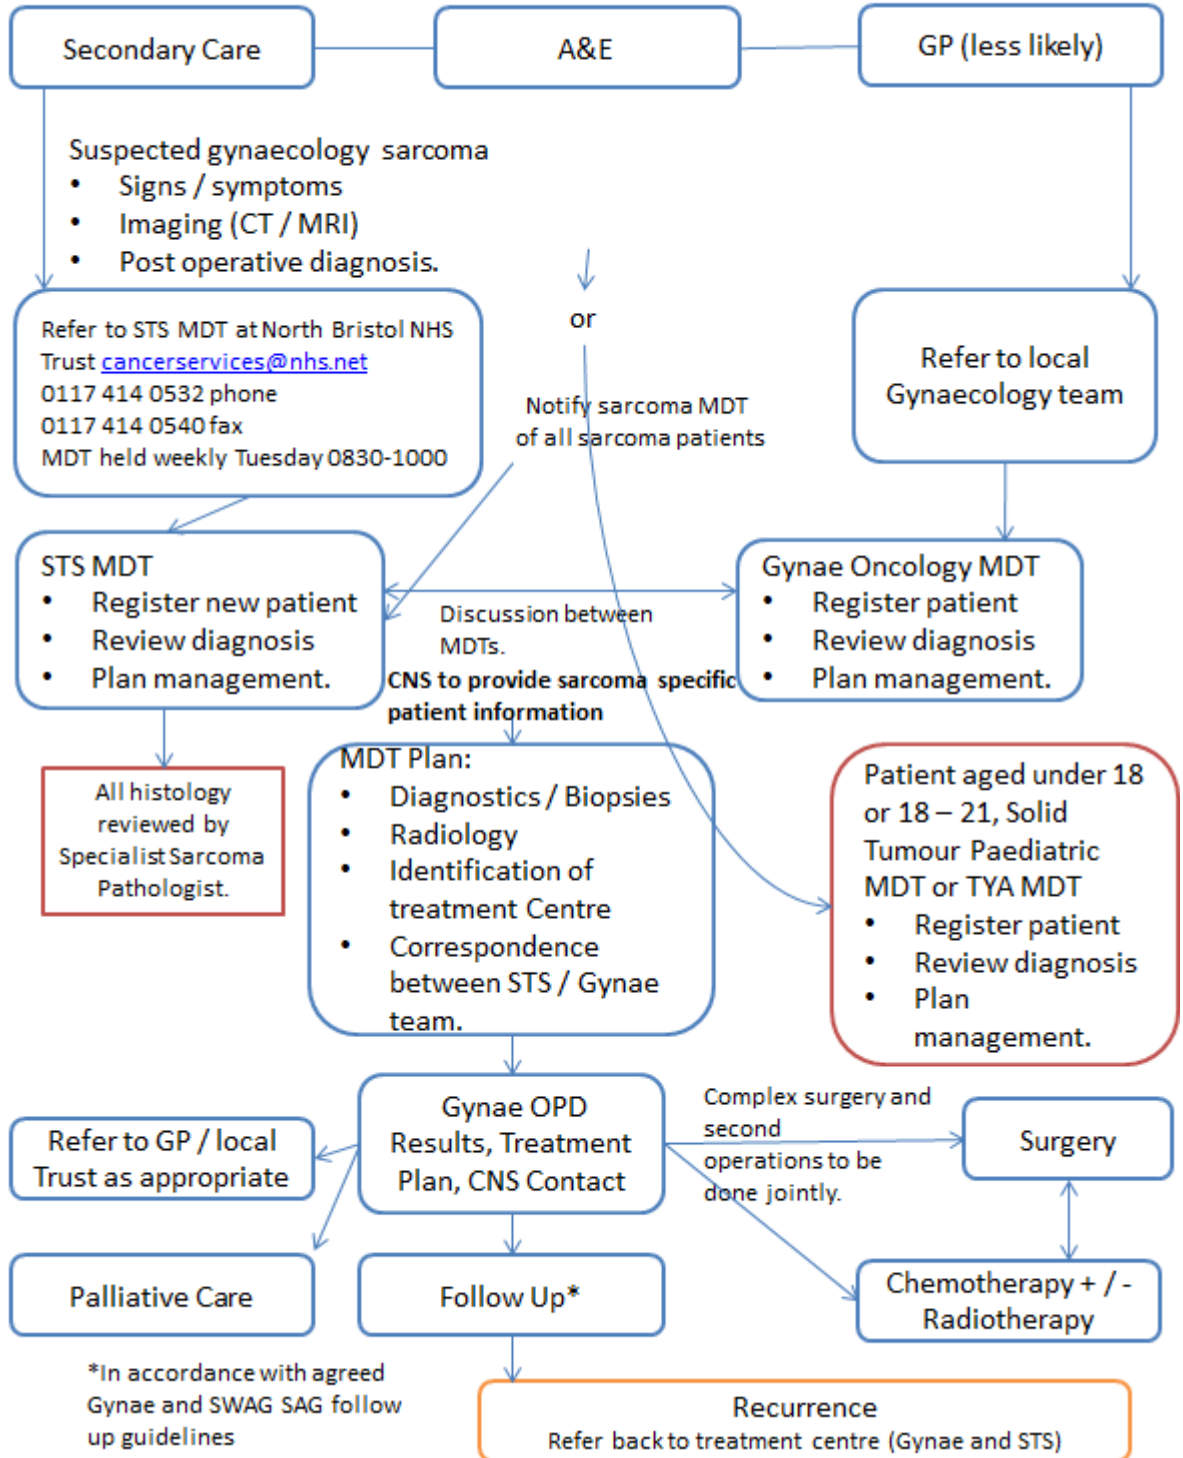 Secondary Care
A&E
GP (less likely)
Suspected gynaecology sarcoma
• Signs / symptoms
• Imaging (CT / MRI)
• Post operative diagnosis.
or
Refer to STS MDT at North Bristol NHS
Trust cancerservices@nhs.net
0117 414 0532 phone
0117 414 0540 fax
MDT held weekly Tuesday 0830-1000
Notify sarcoma MDT
of all sarcoma patients
Refer to local
Gynaecology team
STS MDT
• Register new patient
• Review diagnosis
• Plan management.
Discussion between
MDTs.
CNS to provide sarcoma specific
patient information
Gynae Oncology MDT
• Register patient
• Review diagnosis
• Plan management.
All histology
reviewed by
Specialist Sarcoma
Pathologist.
MDT Plan:
• Diagnostics / Biopsies
• Radiology
• Identification of
treatment Centre
• Correspondence
between STS / Gynae
team.
Patient aged under 18
or 18 – 21, Solid
Tumour Paediatric
MDT or TYA MDT
• Register patient
• Review diagnosis
• Plan
management.
Refer to GP / local
Trust as appropriate
Gynae OPD
Results, Treatment
Plan, CNS Contact
Complex surgery and
second
operations to be
done jointly.
Surgery
Palliative Care
Follow Up*
Chemotherapy + / -
Radiotherapy
*In accordance with agreed
Gynae and SWAG SAG follow
up guidelines
Recurrence
Refer back to treatment centre (Gynae and STS)